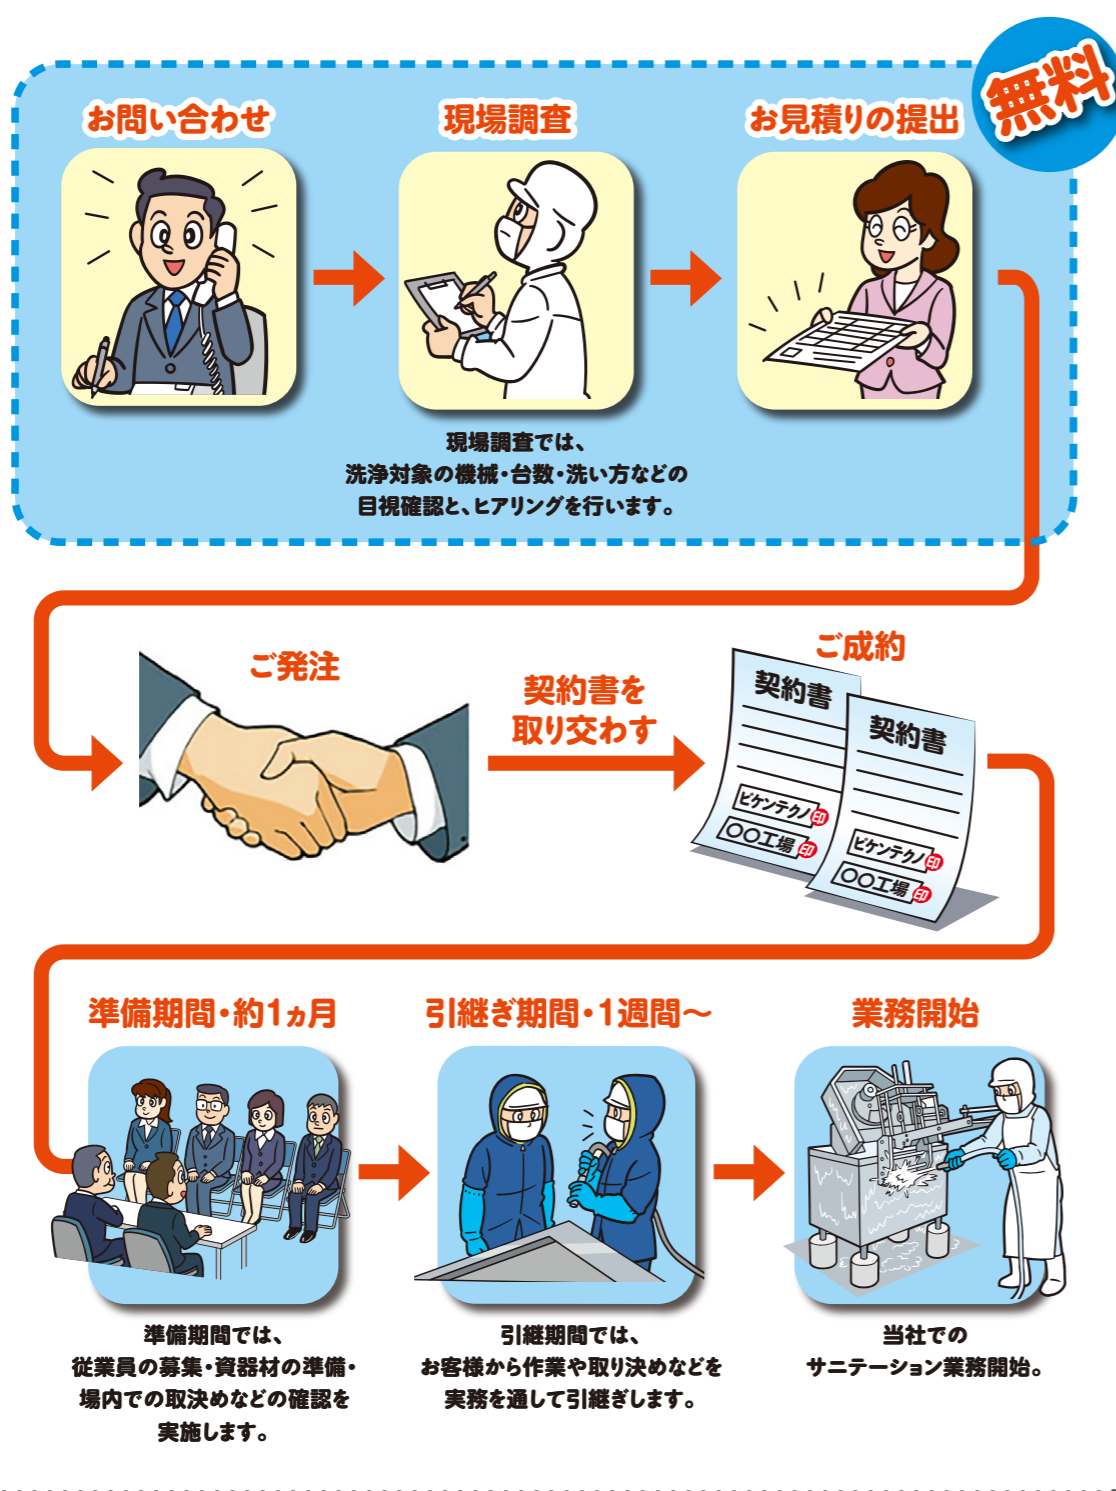 無料
お問い合わせ
現場調査
お見積りの提出
現場調査では、
洗浄対象の機械・台数・洗い方などの
目視確認と、ヒアリングを行います。
ご発注
契約書を
取り交わす
ご成約
契約書
ビケンテクノ 印
〇〇工場 印
契約書
ビケンテクノ 印
〇〇工場 印
準備期間・約1ヵ月
引継ぎ期間・1週間～
業務開始
準備期間では、
従業員の募集・資器材の準備・
場内での取決めなどの確認を
実施します。
引継期間では、
お客様から作業や取り決めなどを
実務を通して引継ぎします。
当社での
サニテーション業務開始。